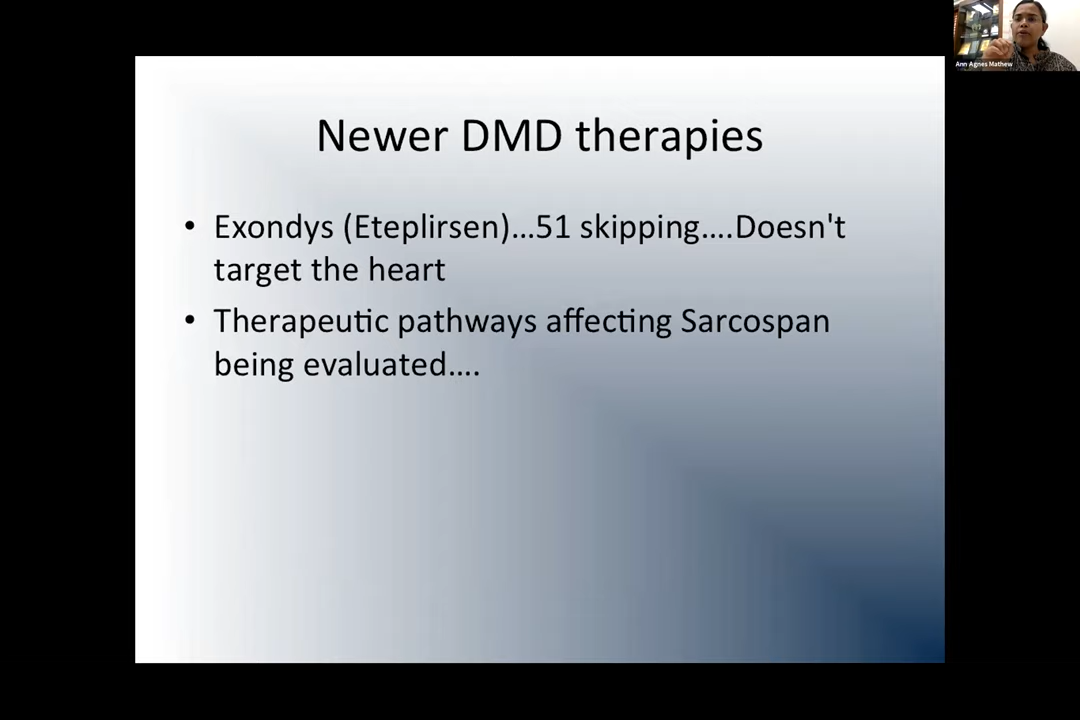 Ann Agnes Mathew
Newer DMD therapies
• Exondys (Eteplirsen)...51 skipping....Doesn't
target the heart
• Therapeutic pathways affecting Sarcospan
being evaluated....